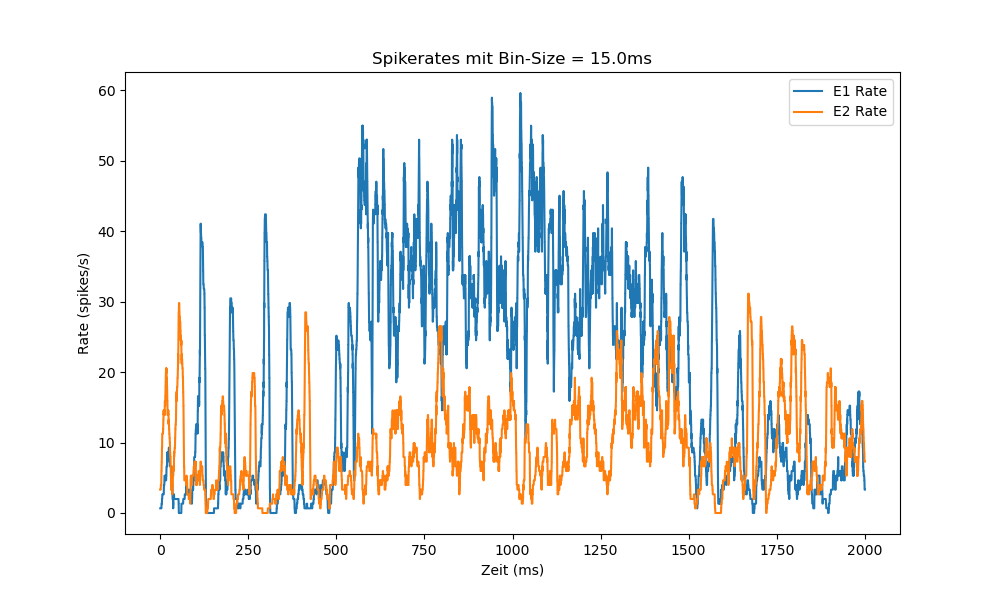 Spikerates mit Bin-Size = 15.0ms
E1 Rate
E2 Rate
Rate (spikes/s)
60
50
40
30
20
10
0
0 250 500 750 1000 1250 1500 1750 2000
Zeit (ms)